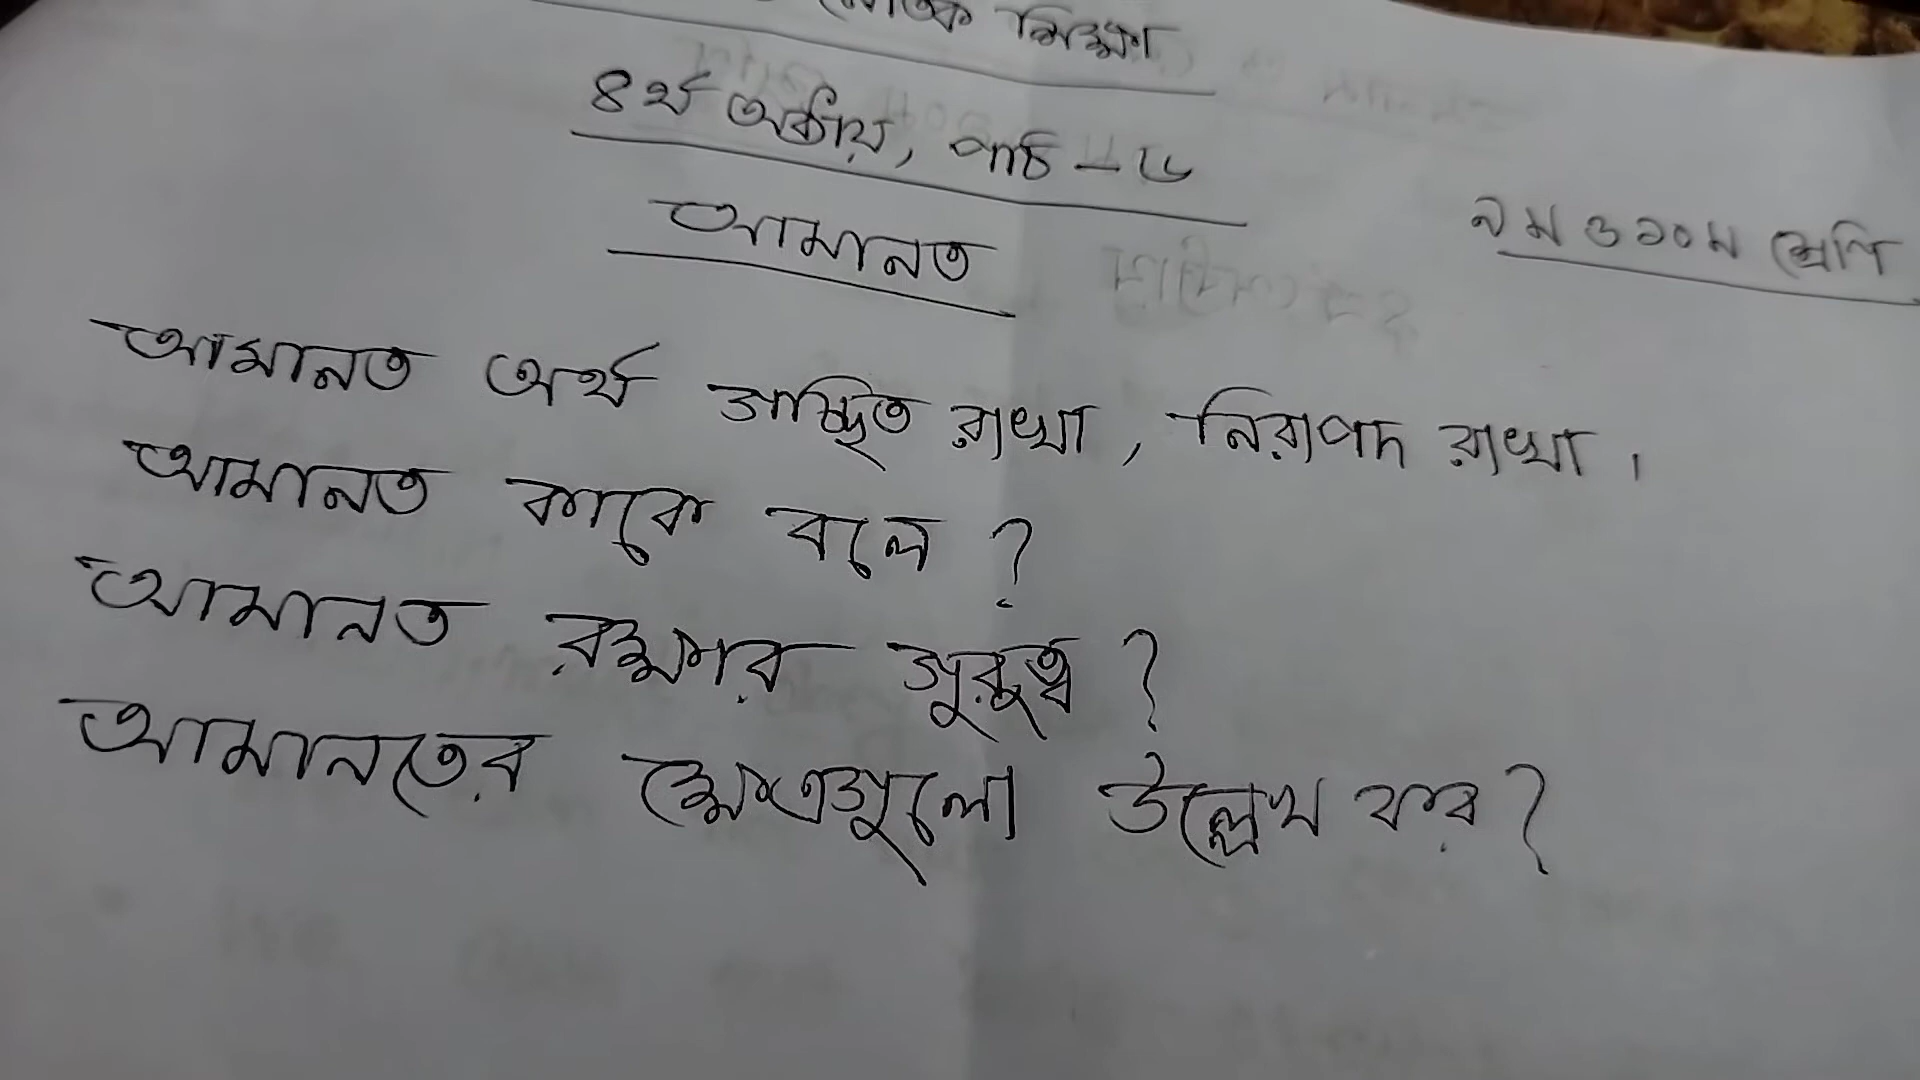 নৈতিক শিক্ষা
৪র্থ অধ্যায়, পাঠ - ৬
আমানত
৯ম ও ১০ম শ্রেণি
আমানত অর্থ গচ্ছিত রাখা, নিরাপদ রাখা।
আমানত কাকে বলে ?
আমানত রক্ষার গুরুত্ব ?
আমানতের ক্ষেত্রগুলো উল্লেখ কর ?